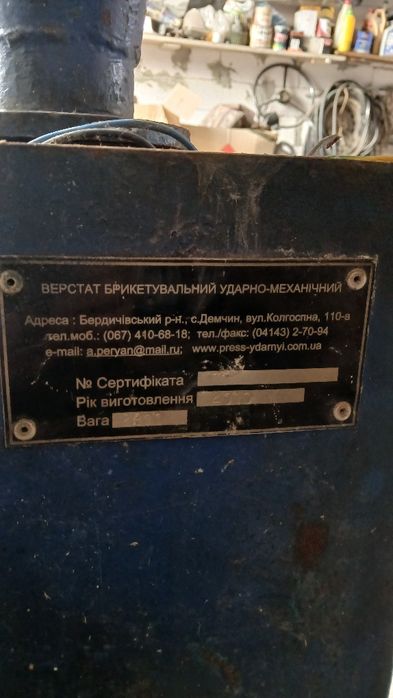 ВЕРСТАТ БРИКЕТУВАЛЬНИЙ УДАРНО-МЕХАНІЧНИЙ
Адреса : Бердичівський р-н., с.Демчин, вул.Колгоспна, 110-а
тел.моб.: (067) 410-68-18; тел./факс: (04143) 2-70-94
e-mail: a.peryan@mail.ru; www.press-ydarnyi.com.ua
№ Сертифіката
Рік виготовлення
Вага